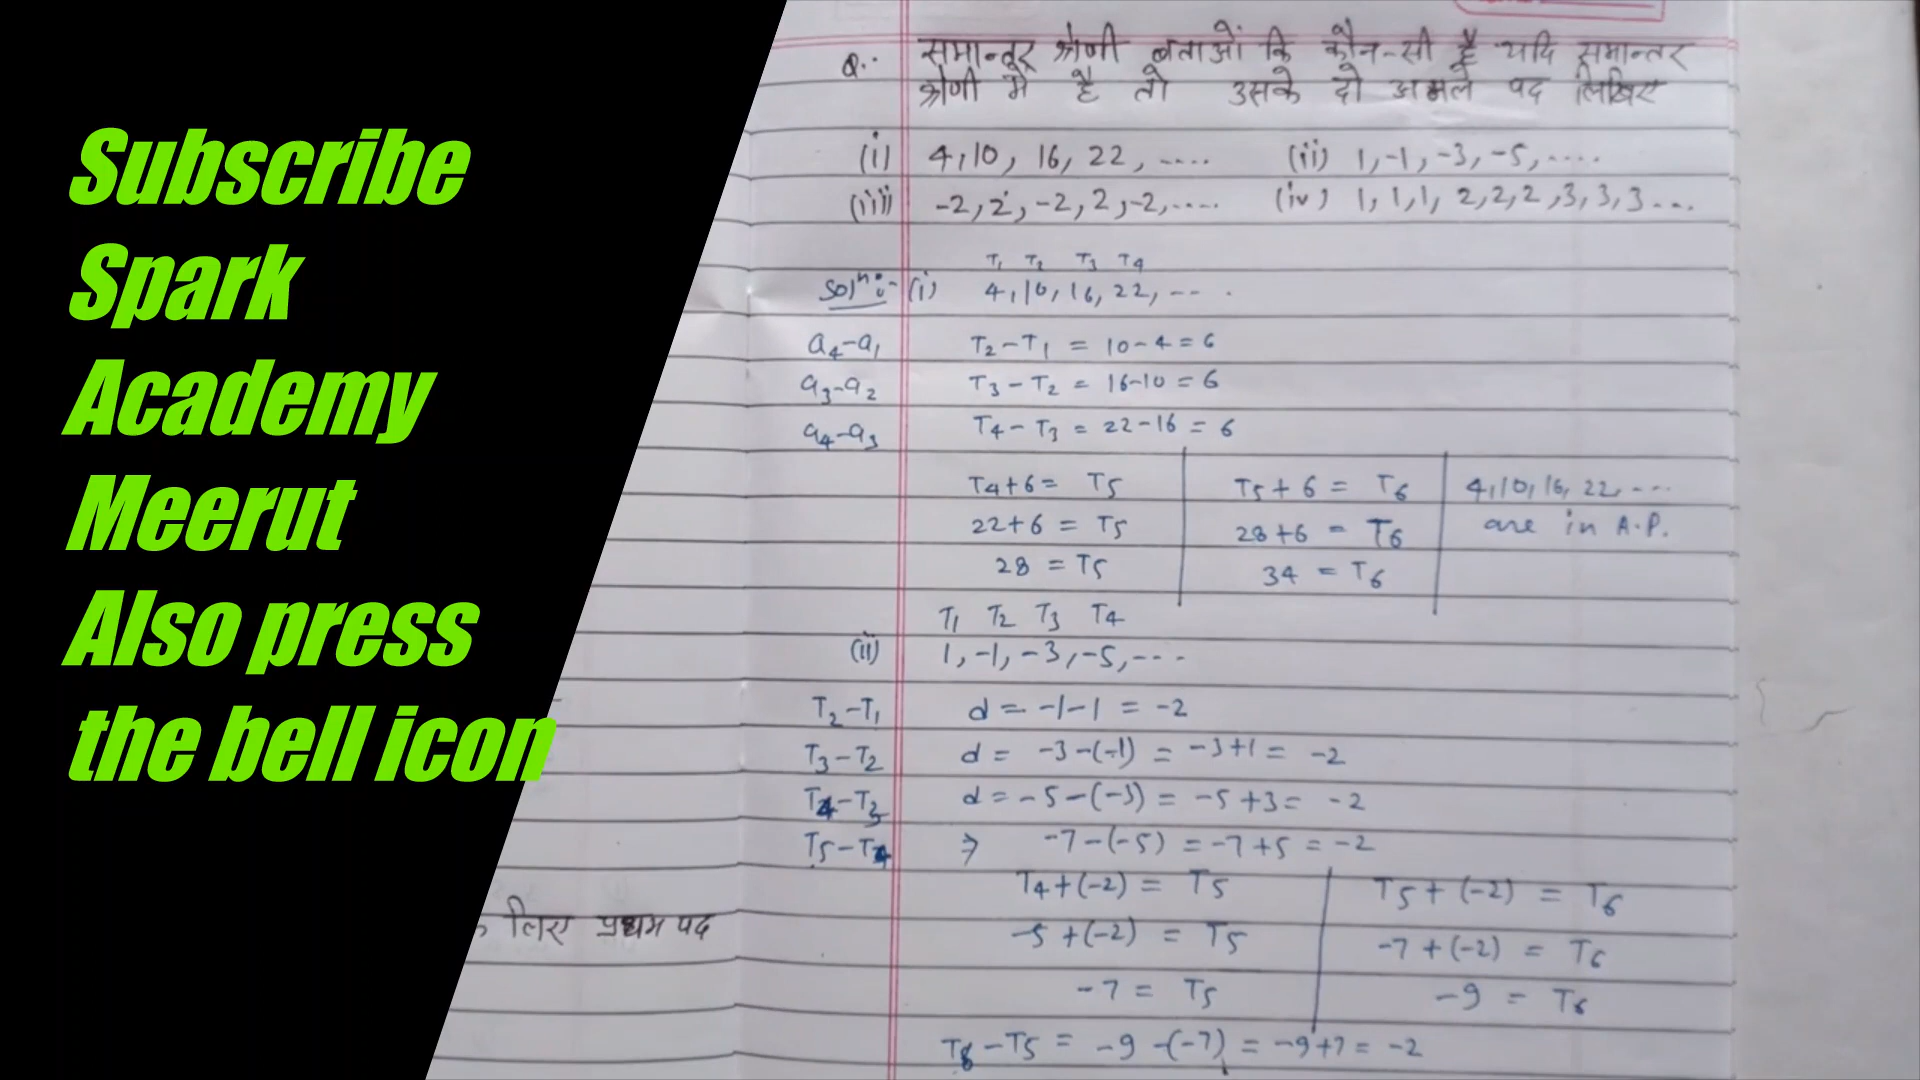 Subscribe
Spark
Academy
Meerut
Also press
the bell icon
Q.. समान्तर श्रेणी बताओं कि कौन-सी है यदि समान्तर
श्रेणी में है तो उसके दो अगले पद लिखिए
(i) 4,10, 16, 22, ..... (ii) 1,-1,-3,-5,.....
(iii) -2,2,-2,2,-2,..... (iv) 1,1,1,2,2,2,3,3,3...
T1 T2 T3 T4
Solⁿ:- (i) 4,10,16,22,--- .
a4-a1 T2-T1 = 10-4=6
a3-a2 T3-T2 = 16-10=6
a4-a3 T4-T3 = 22-16 = 6
T4+6= T5 T5+6 = T6 4,10,16,22,---
22+6 = T5 28+6 = T6 are in A.P.
28 = T5 34 = T6
T1 T2 T3 T4
(ii) 1,-1,-3,-5,---
T2-T1 d = -1-1 = -2
T3-T2 d = -3-(-1) = -3+1= -2
T4-T3 d=-5-(-3) = -5+3= -2
T5-T4 ⇒ -7-(-5) = -7+5 = -2
T4+(-2) = T5 T5+(-2) = T6
-5+(-2) = T5 -7+(-2) = T6
-7 = T5 -9 = T6
T6-T5 = -9-(-7) = -9+7= -2
लिए प्रथम पद